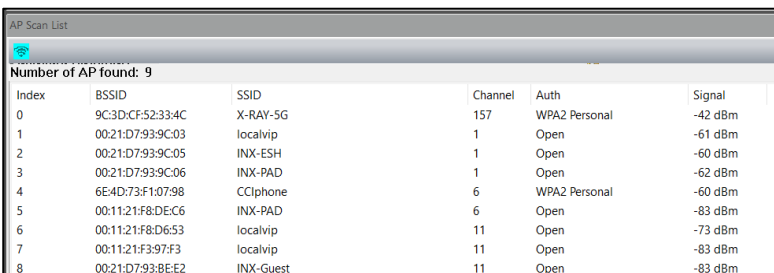 AP Scan List
Number of AP found: 9
Index BSSID SSID Channel Auth Signal
0 9C:3D:CF:52:33:4C X-RAY-5G 157 WPA2 Personal -42 dBm
1 00:21:D7:93:9C:03 localvip 1 Open -61 dBm
2 00:21:D7:93:9C:05 INX-ESH 1 Open -60 dBm
3 00:21:D7:93:9C:06 INX-PAD 1 Open -62 dBm
4 6E:4D:73:F1:07:98 CCIphone 6 WPA2 Personal -60 dBm
5 00:11:21:F8:DE:C6 INX-PAD 6 Open -83 dBm
6 00:11:21:F8:D6:53 localvip 11 Open -73 dBm
7 00:11:21:F3:97:F3 localvip 11 Open -83 dBm
8 00:21:D7:93:BE:E2 INX-Guest 11 Open -83 dBm